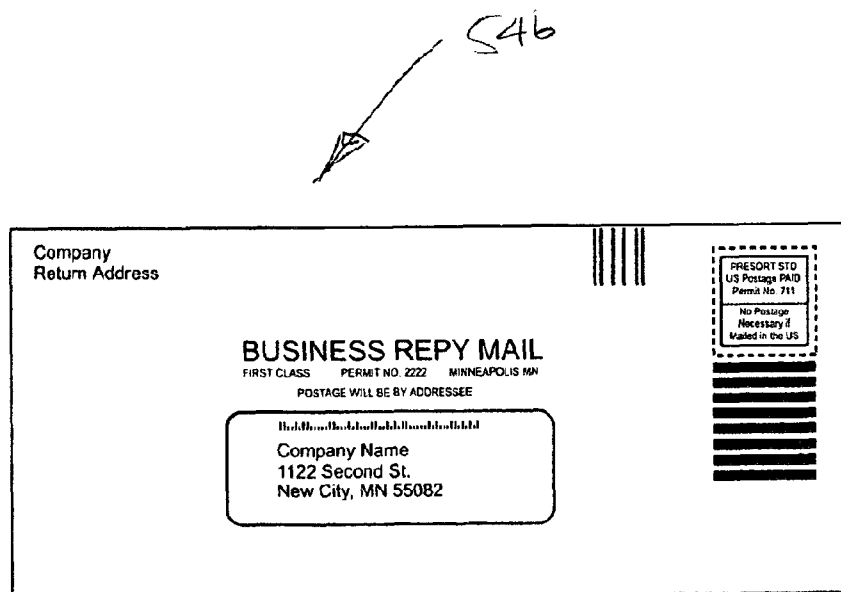 546
Company
Return Address
PRESORT STD
US Postage PAID
Permit No. 711
No Postage
Necessary if
Mailed in the US
BUSINESS REPY MAIL
FIRST CLASS PERMIT NO. 2222 MINNEAPOLIS MN
POSTAGE WILL BE BY ADDRESSEE
Company Name
1122 Second St.
New City, MN 55082